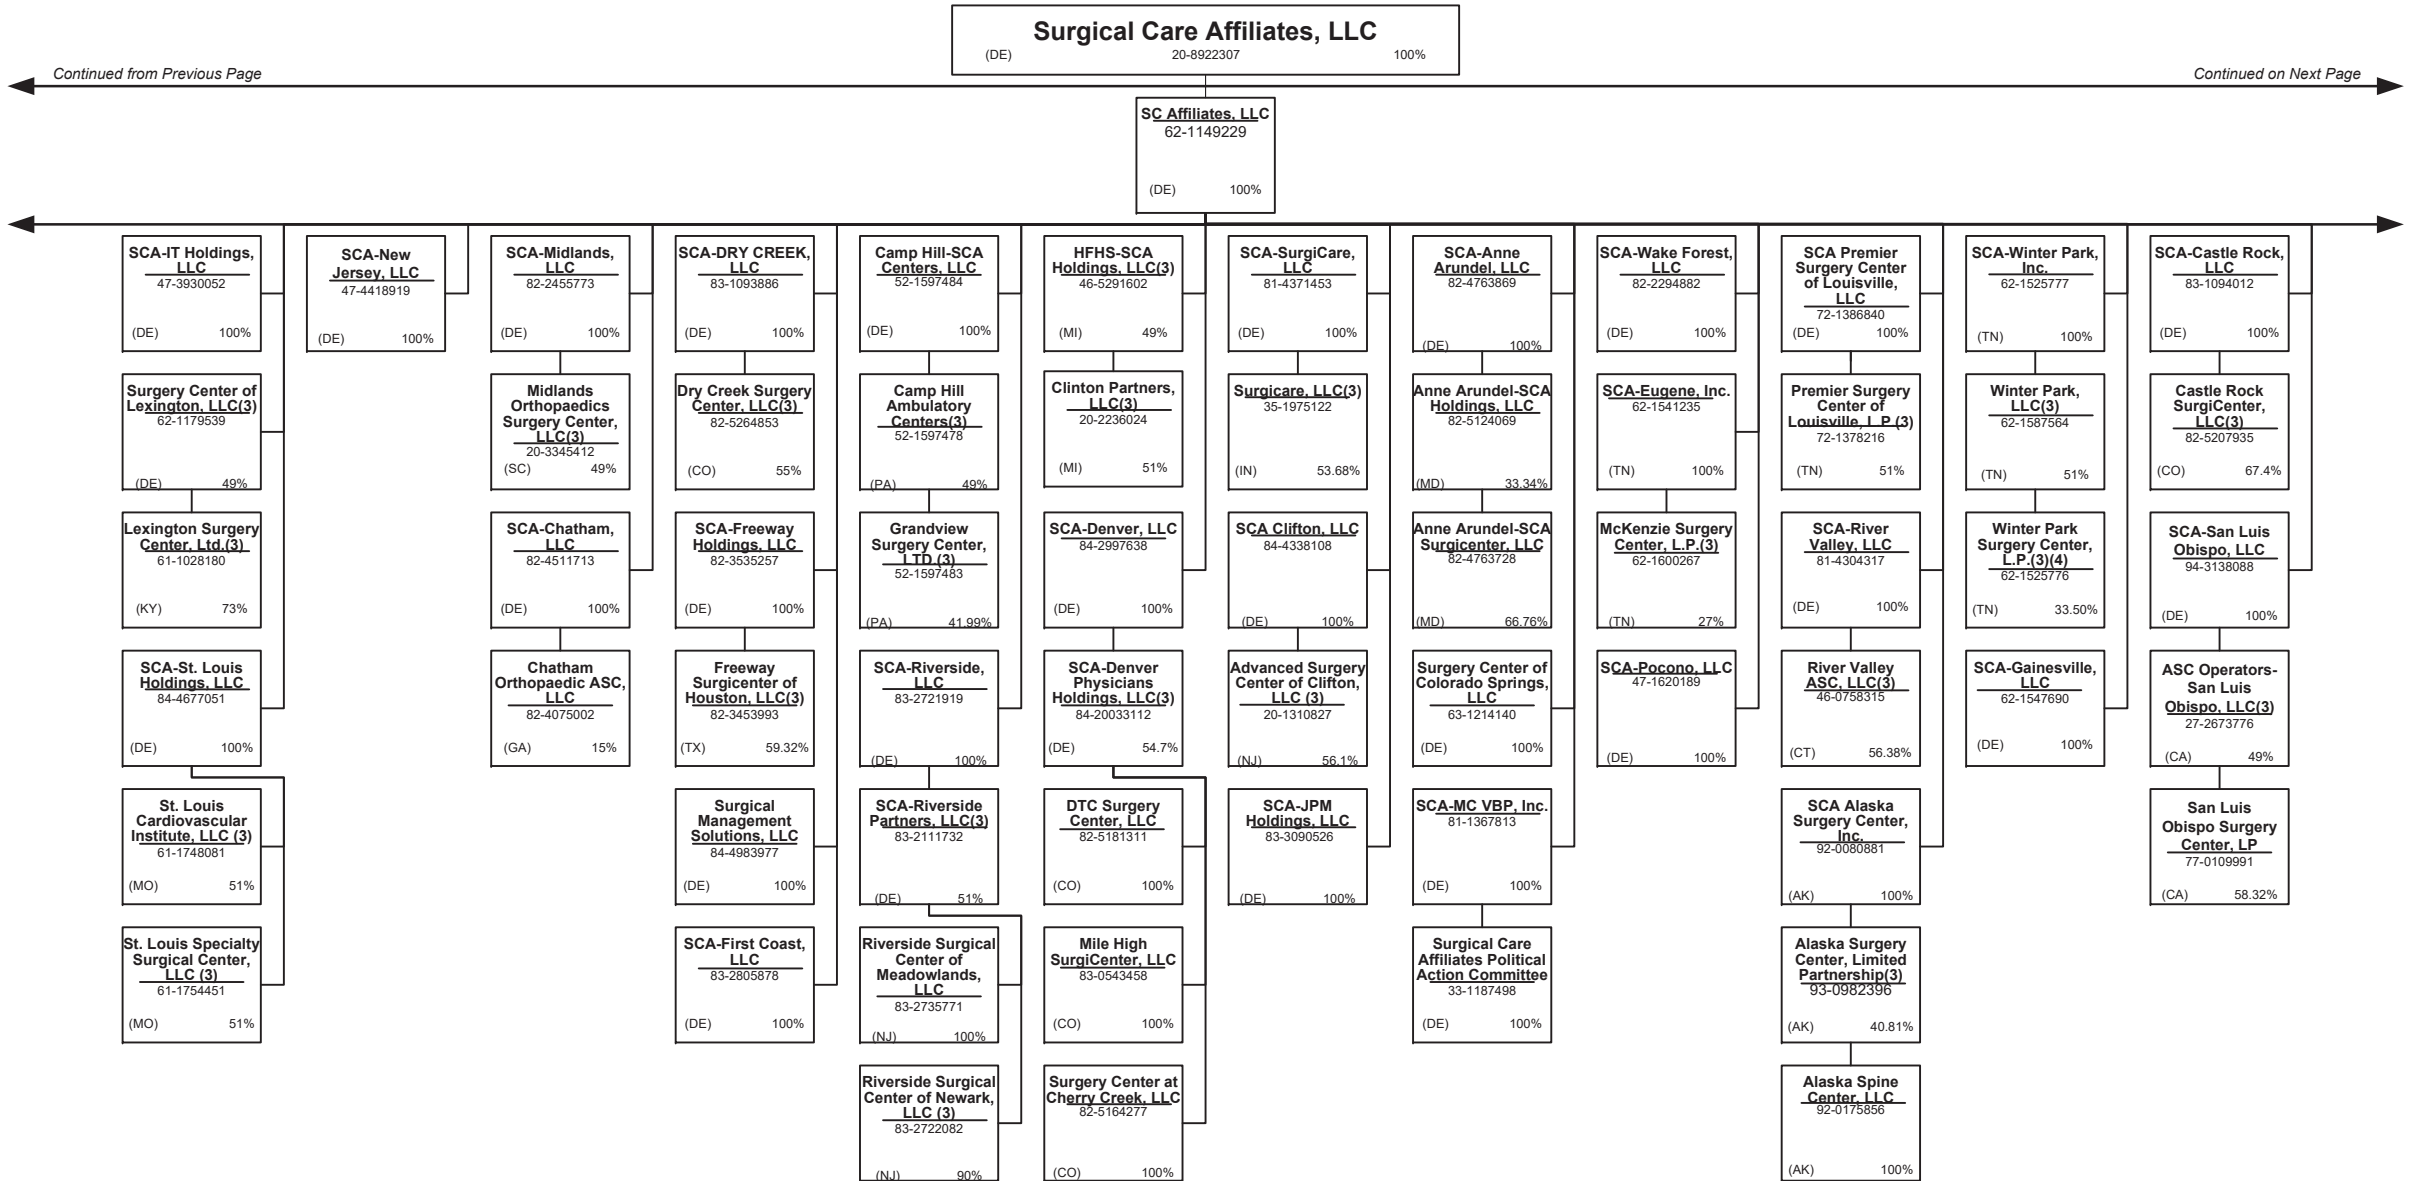 Surgical Care Affiliates, LLC
(DE) 20-8922307 100%
Continued from Previous Page
Continued on Next Page
SC Affiliates, LLC
62-1149229
(DE) 100%
SCA-IT Holdings,
LLC
47-3930052
(DE) 100%
Surgery Center of
Lexington, LLC(3)
62-1179539
(DE) 49%
Lexington Surgery
Center, Ltd.(3)
61-1028180
(KY) 73%
SCA-St. Louis
Holdings, LLC
84-4677051
(DE) 100%
St. Louis
Cardiovascular
Institute, LLC (3)
61-1748081
(MO) 51%
St. Louis Specialty
Surgical Center,
LLC (3)
61-1754451
(MO) 51%
SCA-New
Jersey, LLC
47-4418919
(DE) 100%
SCA-Midlands,
LLC
82-2455773
(DE) 100%
Midlands
Orthopaedics
Surgery Center,
LLC(3)
20-3345412
(SC) 49%
SCA-Chatham,
LLC
82-4511713
(DE) 100%
Chatham
Orthopaedic ASC,
LLC
82-4075002
(GA) 15%
SCA-DRY CREEK,
LLC
83-1093886
(DE) 100%
Dry Creek Surgery
Center, LLC(3)
82-5264853
(CO) 55%
SCA-Freeway
Holdings, LLC
82-3535257
(DE) 100%
Freeway
Surgicenter of
Houston, LLC(3)
82-3453993
(TX) 59.32%
Surgical
Management
Solutions, LLC
84-4983977
(DE) 100%
SCA-First Coast,
LLC
83-2805878
(DE) 100%
Camp Hill-SCA
Centers, LLC
52-1597484
(DE) 100%
Camp Hill
Ambulatory
Centers(3)
52-1597478
(PA) 49%
Grandview
Surgery Center,
LTD.(3)
52-1597483
(PA) 41.99%
SCA-Riverside,
LLC
83-2721919
(DE) 100%
SCA-Riverside
Partners, LLC(3)
83-2111732
(DE) 51%
Riverside Surgical
Center of
Meadowlands,
LLC
83-2735771
(NJ) 100%
Riverside Surgical
Center of Newark,
LLC (3)
83-2722082
(NJ) 90%
HFHS-SCA
Holdings, LLC(3)
46-5291602
(MI) 49%
Clinton Partners,
LLC(3)
20-2236024
(MI) 51%
SCA-Denver, LLC
84-2997638
(DE) 100%
SCA-Denver
Physicians
Holdings, LLC(3)
84-20033112
(DE) 54.7%
DTC Surgery
Center, LLC
82-5181311
(CO) 100%
Mile High
SurgiCenter, LLC
83-0543458
(CO) 100%
Surgery Center at
Cherry Creek, LLC
82-5164277
(CO) 100%
SCA-SurgiCare,
LLC
81-4371453
(DE) 100%
Surgicare, LLC(3)
35-1975122
(IN) 53.68%
SCA Clifton, LLC
84-4338108
(DE) 100%
Advanced Surgery
Center of Clifton,
LLC (3)
20-1310827
(NJ) 56.1%
SCA-JPM
Holdings, LLC
83-3090526
(DE) 100%
SCA-Anne
Arundel, LLC
82-4763869
(DE) 100%
Anne Arundel-SCA
Holdings, LLC
82-5124069
(MD) 33.34%
Anne Arundel-SCA
Surgicenter, LLC
82-4763728
(MD) 66.76%
Surgery Center of
Colorado Springs,
LLC
63-1214140
(DE) 100%
SCA-MC VBP, Inc.
81-1367813
(DE) 100%
Surgical Care
Affiliates Political
Action Committee
33-1187498
(DE) 100%
SCA-Wake Forest,
LLC
82-2294882
(DE) 100%
SCA-Eugene, Inc.
62-1541235
(TN) 100%
McKenzie Surgery
Center, L.P.(3)
62-1600267
(TN) 27%
SCA-Pocono, LLC
47-1620189
(DE) 100%
SCA Premier
Surgery Center
of Louisville,
LLC
72-1386840
(DE) 100%
Premier Surgery
Center of
Louisville, L.P.(3)
72-1378216
(TN) 51%
SCA-River
Valley, LLC
81-4304317
(DE) 100%
River Valley
ASC, LLC(3)
46-0758315
(CT) 56.38%
SCA Alaska
Surgery Center,
Inc.
92-0080881
(AK) 100%
Alaska Surgery
Center, Limited
Partnership(3)
93-0982396
(AK) 40.81%
Alaska Spine
Center, LLC
92-0175856
(AK) 100%
SCA-Winter Park,
Inc.
62-1525777
(TN) 100%
Winter Park,
LLC(3)
62-1587564
(TN) 51%
Winter Park
Surgery Center,
L.P.(3)(4)
62-1525776
(TN) 33.50%
SCA-Gainesville,
LLC
62-1547690
(DE) 100%
SCA-Castle Rock,
LLC
83-1094012
(DE) 100%
Castle Rock
SurgiCenter,
LLC(3)
82-5207935
(CO) 67.4%
SCA-San Luis
Obispo, LLC
94-3138088
(DE) 100%
ASC Operators-
San Luis
Obispo, LLC(3)
27-2673776
(CA) 49%
San Luis
Obispo Surgery
Center, LP
77-0109991
(CA) 58.32%